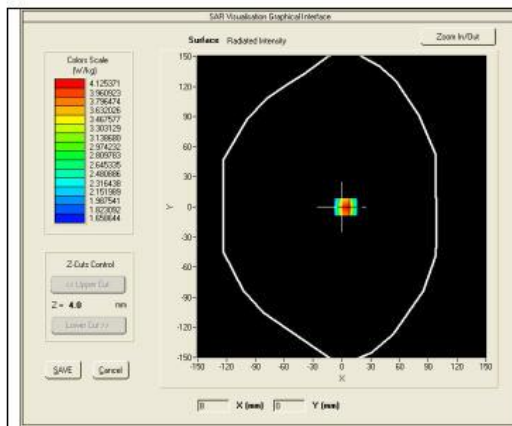 SAR Visualisation Graphical Interface
Surface Radiated Intensity
Zoom In/Out
Colors Scale
(W/kg)
4.125371
3.960923
3.796474
3.632026
3.467577
3.303129
3.138680
2.974232
2.809783
2.645335
2.480886
2.316438
2.151989
1.987541
1.823092
1.658644
Z-Cuts Control
<< Upper Cut
Z = 4.0 mm
Lower Cut >>
SAVE Cancel
150
120
90
60
30
0
-30
-60
-90
-120
-150
Y
-150 -120 -90 -60 -30 0 30 60 90 120 150
X
8 X (mm) 0 Y (mm)